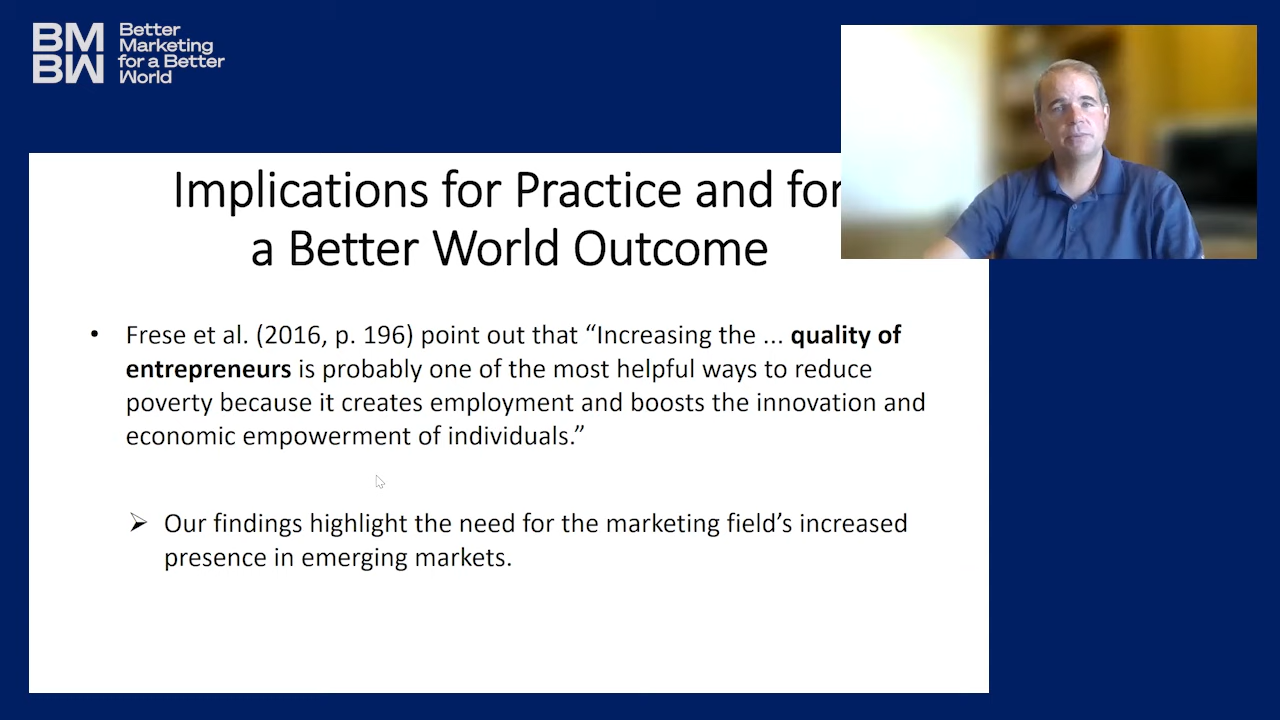 BM
BW
Better
Marketing
for a Better
World
Implications for Practice and for
a Better World Outcome
• Frese et al. (2016, p. 196) point out that “Increasing the ... quality of
entrepreneurs is probably one of the most helpful ways to reduce
poverty because it creates employment and boosts the innovation and
economic empowerment of individuals.”
➢ Our findings highlight the need for the marketing field’s increased
presence in emerging markets.